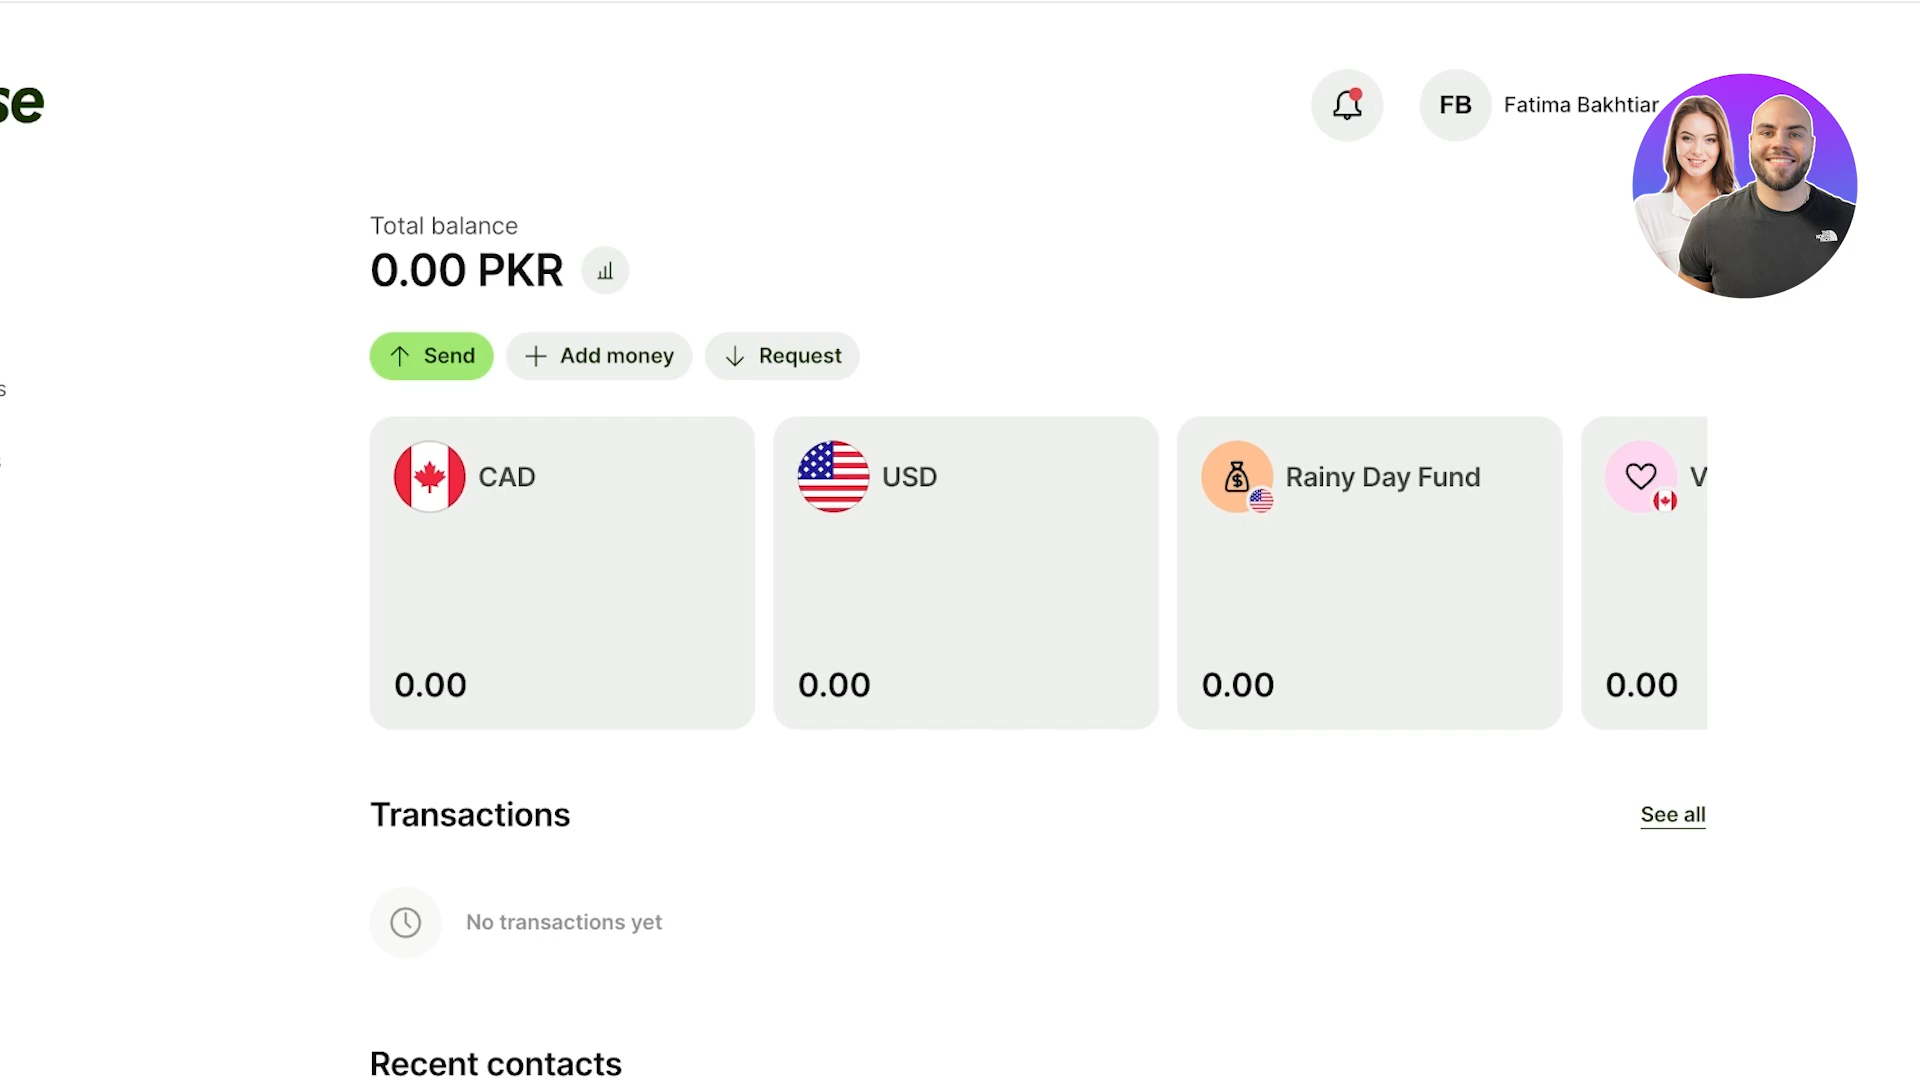 se
FB
Fatima Bakhtiar
Total balance
0.00 PKR
Send
Add money
Request
CAD
USD
Rainy Day Fund
V
0.00
0.00
0.00
0.00
Transactions
See all
No transactions yet
Recent contacts